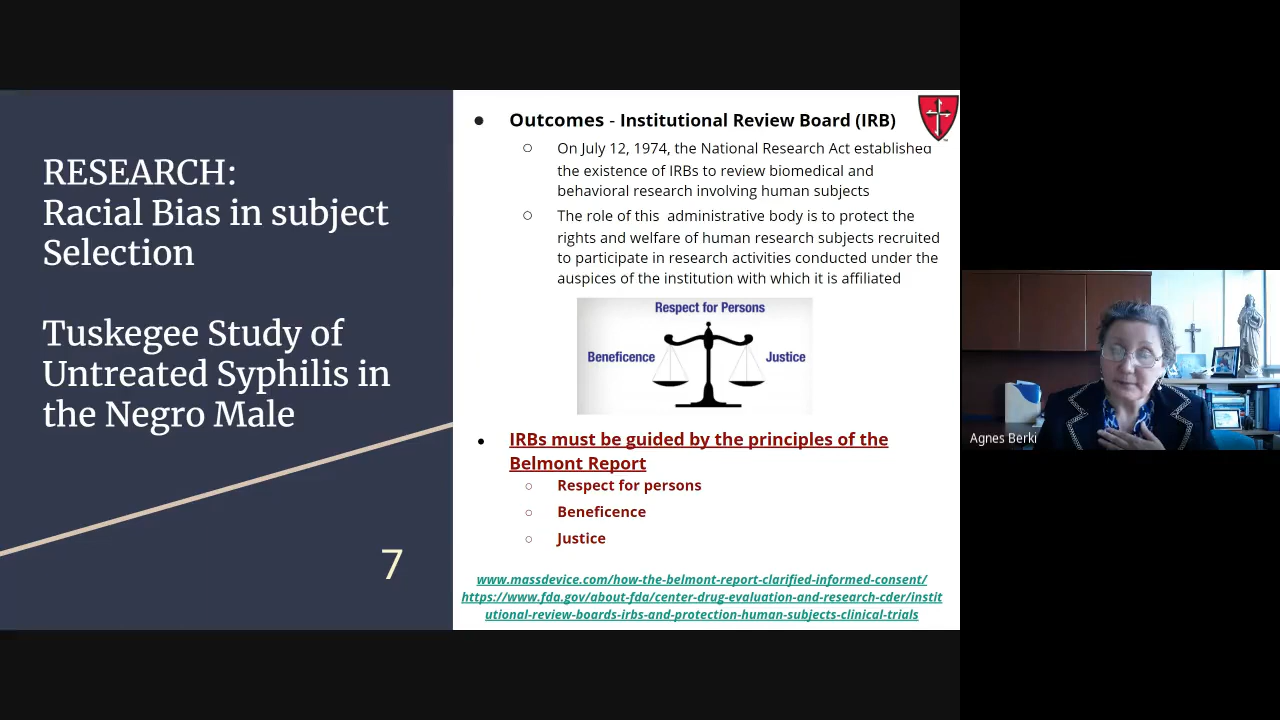 RESEARCH:
Racial Bias in subject
Selection
Tuskegee Study of
Untreated Syphilis in
the Negro Male
7
● Outcomes - Institutional Review Board (IRB)
○ On July 12, 1974, the National Research Act established
the existence of IRBs to review biomedical and
behavioral research involving human subjects
○ The role of this administrative body is to protect the
rights and welfare of human research subjects recruited
to participate in research activities conducted under the
auspices of the institution with which it is affiliated
Respect for Persons
Beneficence
Justice
● IRBs must be guided by the principles of the
Belmont Report
○ Respect for persons
○ Beneficence
○ Justice
www.massdevice.com/how-the-belmont-report-clarified-informed-consent/
https://www.fda.gov/about-fda/center-drug-evaluation-and-research-cder/instit
utional-review-boards-irbs-and-protection-human-subjects-clinical-trials
Agnes Berki